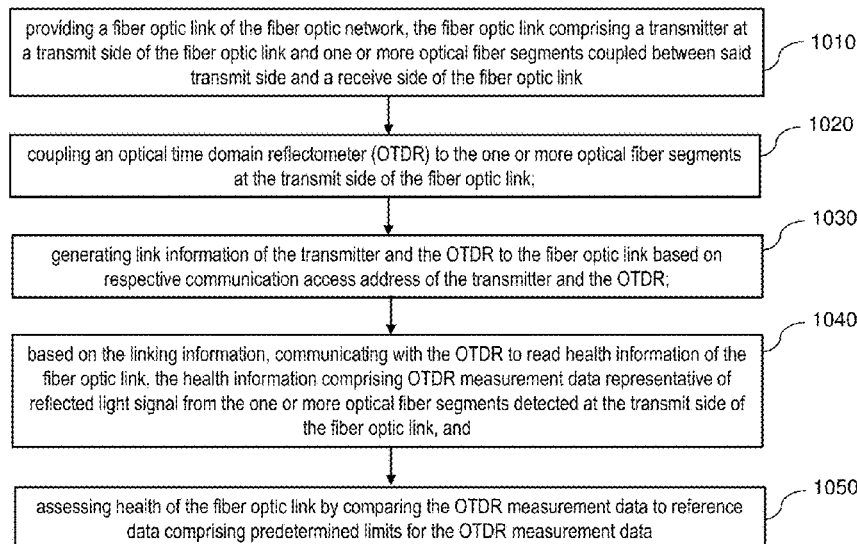 providing a fiber optic link of the fiber optic network, the fiber optic link comprising a transmitter at
a transmit side of the fiber optic link and one or more optical fiber segments coupled between said
transmit side and a receive side of the fiber optic link
1010
coupling an optical time domain reflectometer (OTDR) to the one or more optical fiber segments
at the transmit side of the fiber optic link;
1020
generating link information of the transmitter and the OTDR to the fiber optic link based on
respective communication access address of the transmitter and the OTDR;
1030
based on the linking information, communicating with the OTDR to read health information of the
fiber optic link, the health information comprising OTDR measurement data representative of
reflected light signal from the one or more optical fiber segments detected at the transmit side of
the fiber optic link, and
1040
assessing health of the fiber optic link by comparing the OTDR measurement data to reference
data comprising predetermined limits for the OTDR measurement data
1050